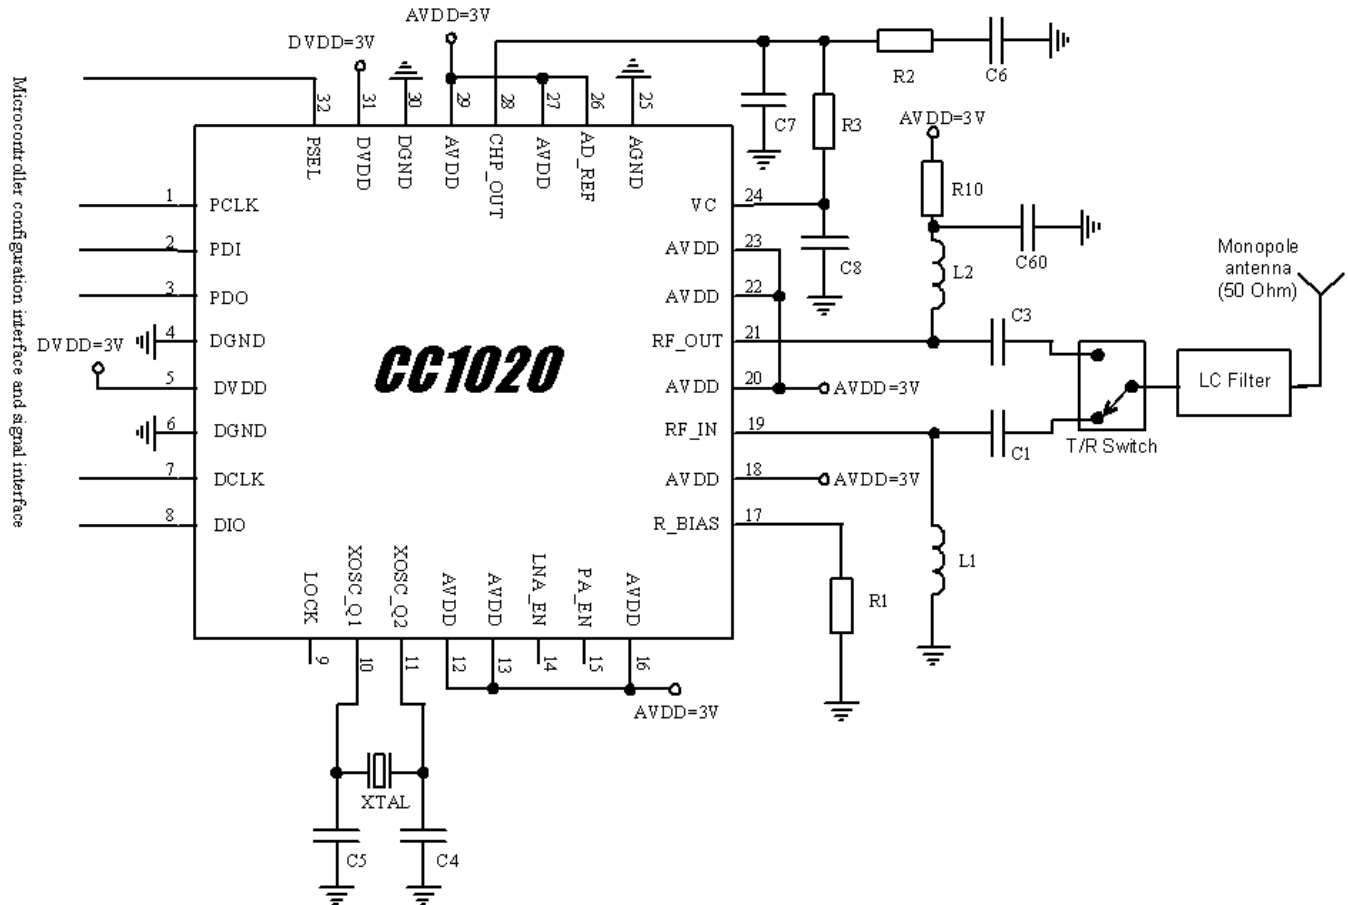 AVDD=3V
DVDD=3V
Microcontroller configuration interface and signal interface
32
31
30
29
28
27
26
25
PSEL
DVDD
DGND
AVDD
CHP_OUT
AVDD
AD_REF
AGND
R2
C6
C7
R3
AVDD=3V
R10
C60
L2
C8
Monopole
antenna
(50 Ohm)
1 PCLK
2 PDI
3 PDO
4 DGND
DVDD=3V
5 DVDD
6 DGND
7 DCLK
8 DIO
CC1020
VC 24
AVDD 23
AVDD 22
RF_OUT 21
AVDD 20
AVDD=3V
RF_IN 19
AVDD 18
AVDD=3V
R_BIAS 17
C3
C1
T/R Switch
LC Filter
L1
R1
LOCK
XOSC_Q1
XOSC_Q2
AVDD
AVDD
LNA_EN
PA_EN
AVDD
9
10
11
12
13
14
15
16
AVDD=3V
XTAL
C5
C4